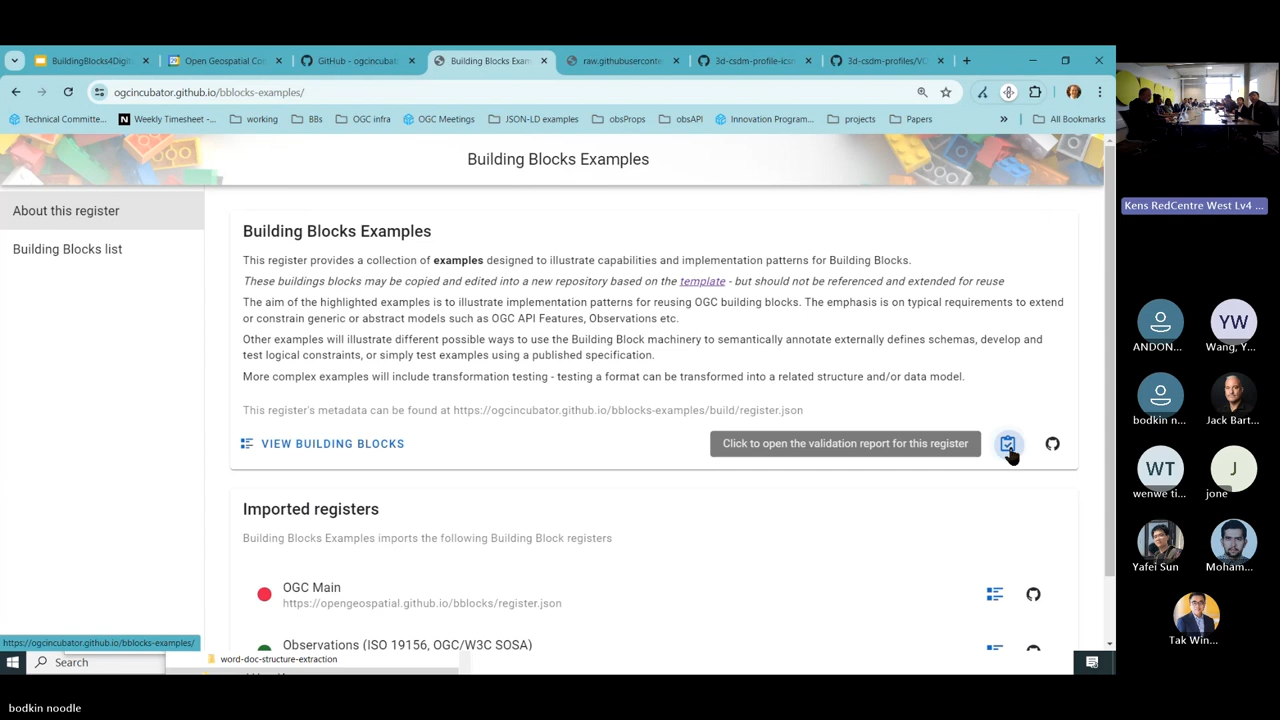 BuildingBlocks4Digit
Open Geospatial Con
GitHub - ogcincubat
Building Blocks Exam
raw.githubuserconte
3d-csdm-profile-icsm
3d-csdm-profiles/VO
ogcincubator.github.io/bblocks-examples/
Technical Committe...
Weekly Timesheet -...
working
BBs
OGC infra
OGC Meetings
JSON-LD examples
obsProps
obsAPI
Innovation Program...
projects
Papers
All Bookmarks
Building Blocks Examples
About this register
Building Blocks list
Building Blocks Examples
This register provides a collection of examples designed to illustrate capabilities and implementation patterns for Building Blocks.
These buildings blocks may be copied and edited into a new repository based on the template - but should not be referenced and extended for reuse
The aim of the highlighted examples is to illustrate implementation patterns for reusing OGC building blocks. The emphasis is on typical requirements to extend
or constrain generic or abstract models such as OGC API Features, Observations etc.
Other examples will illustrate different possible ways to use the Building Block machinery to semantically annotate externally defines schemas, develop and
test logical constraints, or simply test examples using a published specification.
More complex examples will include transformation testing - testing a format can be transformed into a related structure and/or data model.
This register's metadata can be found at https://ogcincubator.github.io/bblocks-examples/build/register.json
VIEW BUILDING BLOCKS
Click to open the validation report for this register
Imported registers
Building Blocks Examples imports the following Building Block registers
OGC Main
https://opengeospatial.github.io/bblocks/register.json
Observations (ISO 19156, OGC/W3C SOSA)
https://ogcincubator.github.io/bblocks-examples/
Search
word-doc-structure-extraction
Kens RedCentre West Lv4 ...
YW
ANDON...
Wang, Y...
bodkin n...
Jack Bart...
WT
J
wenwe ti...
jone
Yafei Sun
Moham...
Tak Win...
bodkin noodle